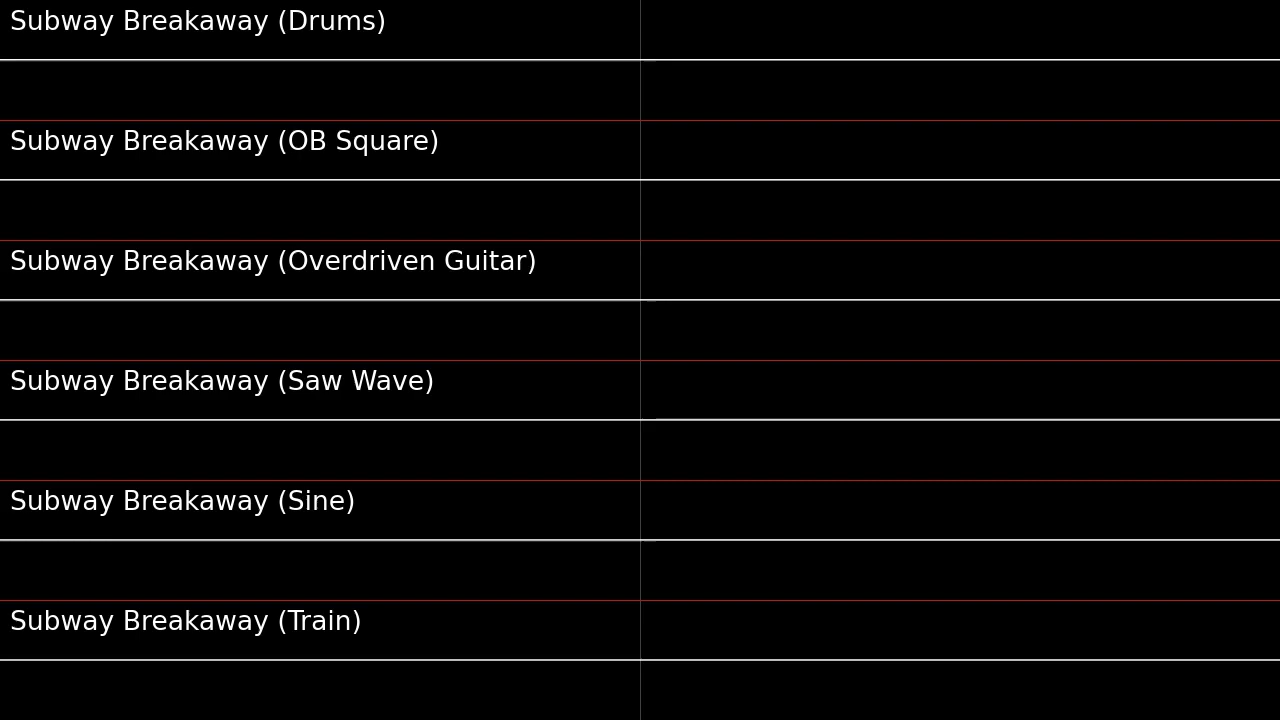 Subway Breakaway (Drums)
Subway Breakaway (OB Square)
Subway Breakaway (Overdriven Guitar)
Subway Breakaway (Saw Wave)
Subway Breakaway (Sine)
Subway Breakaway (Train)